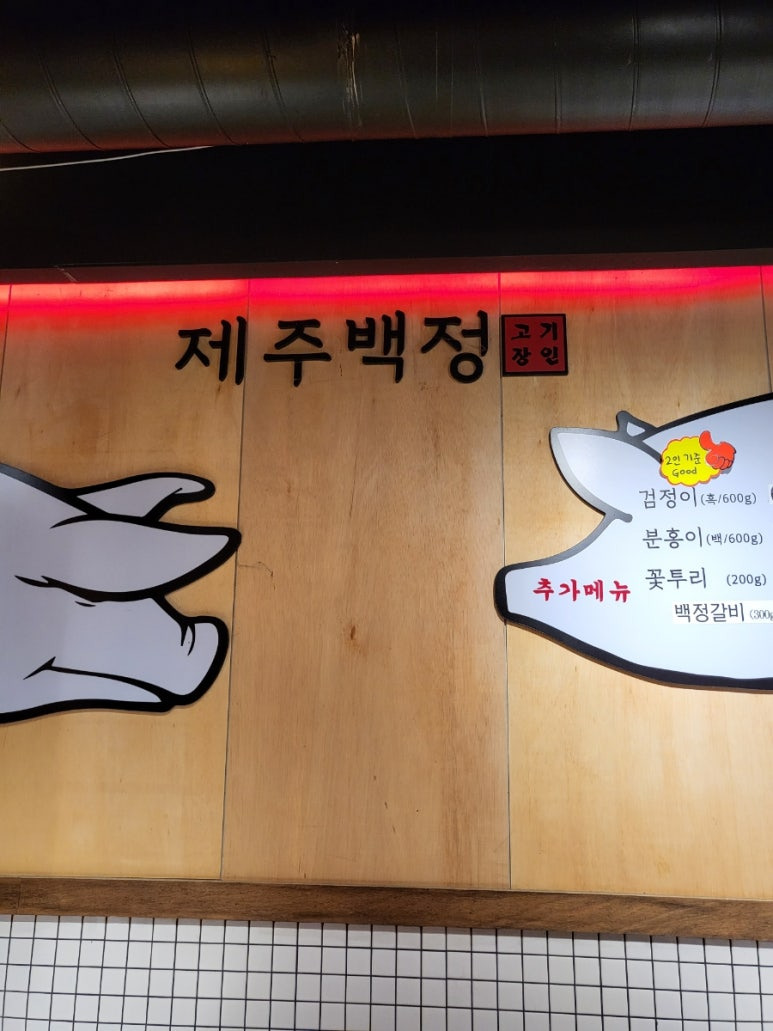 제주백정
고기
장인
2인 기준
Good
검정이 (흑/600g)
분홍이 (백/600g)
추가메뉴
꽃투리 (200g)
백정갈비 (300g